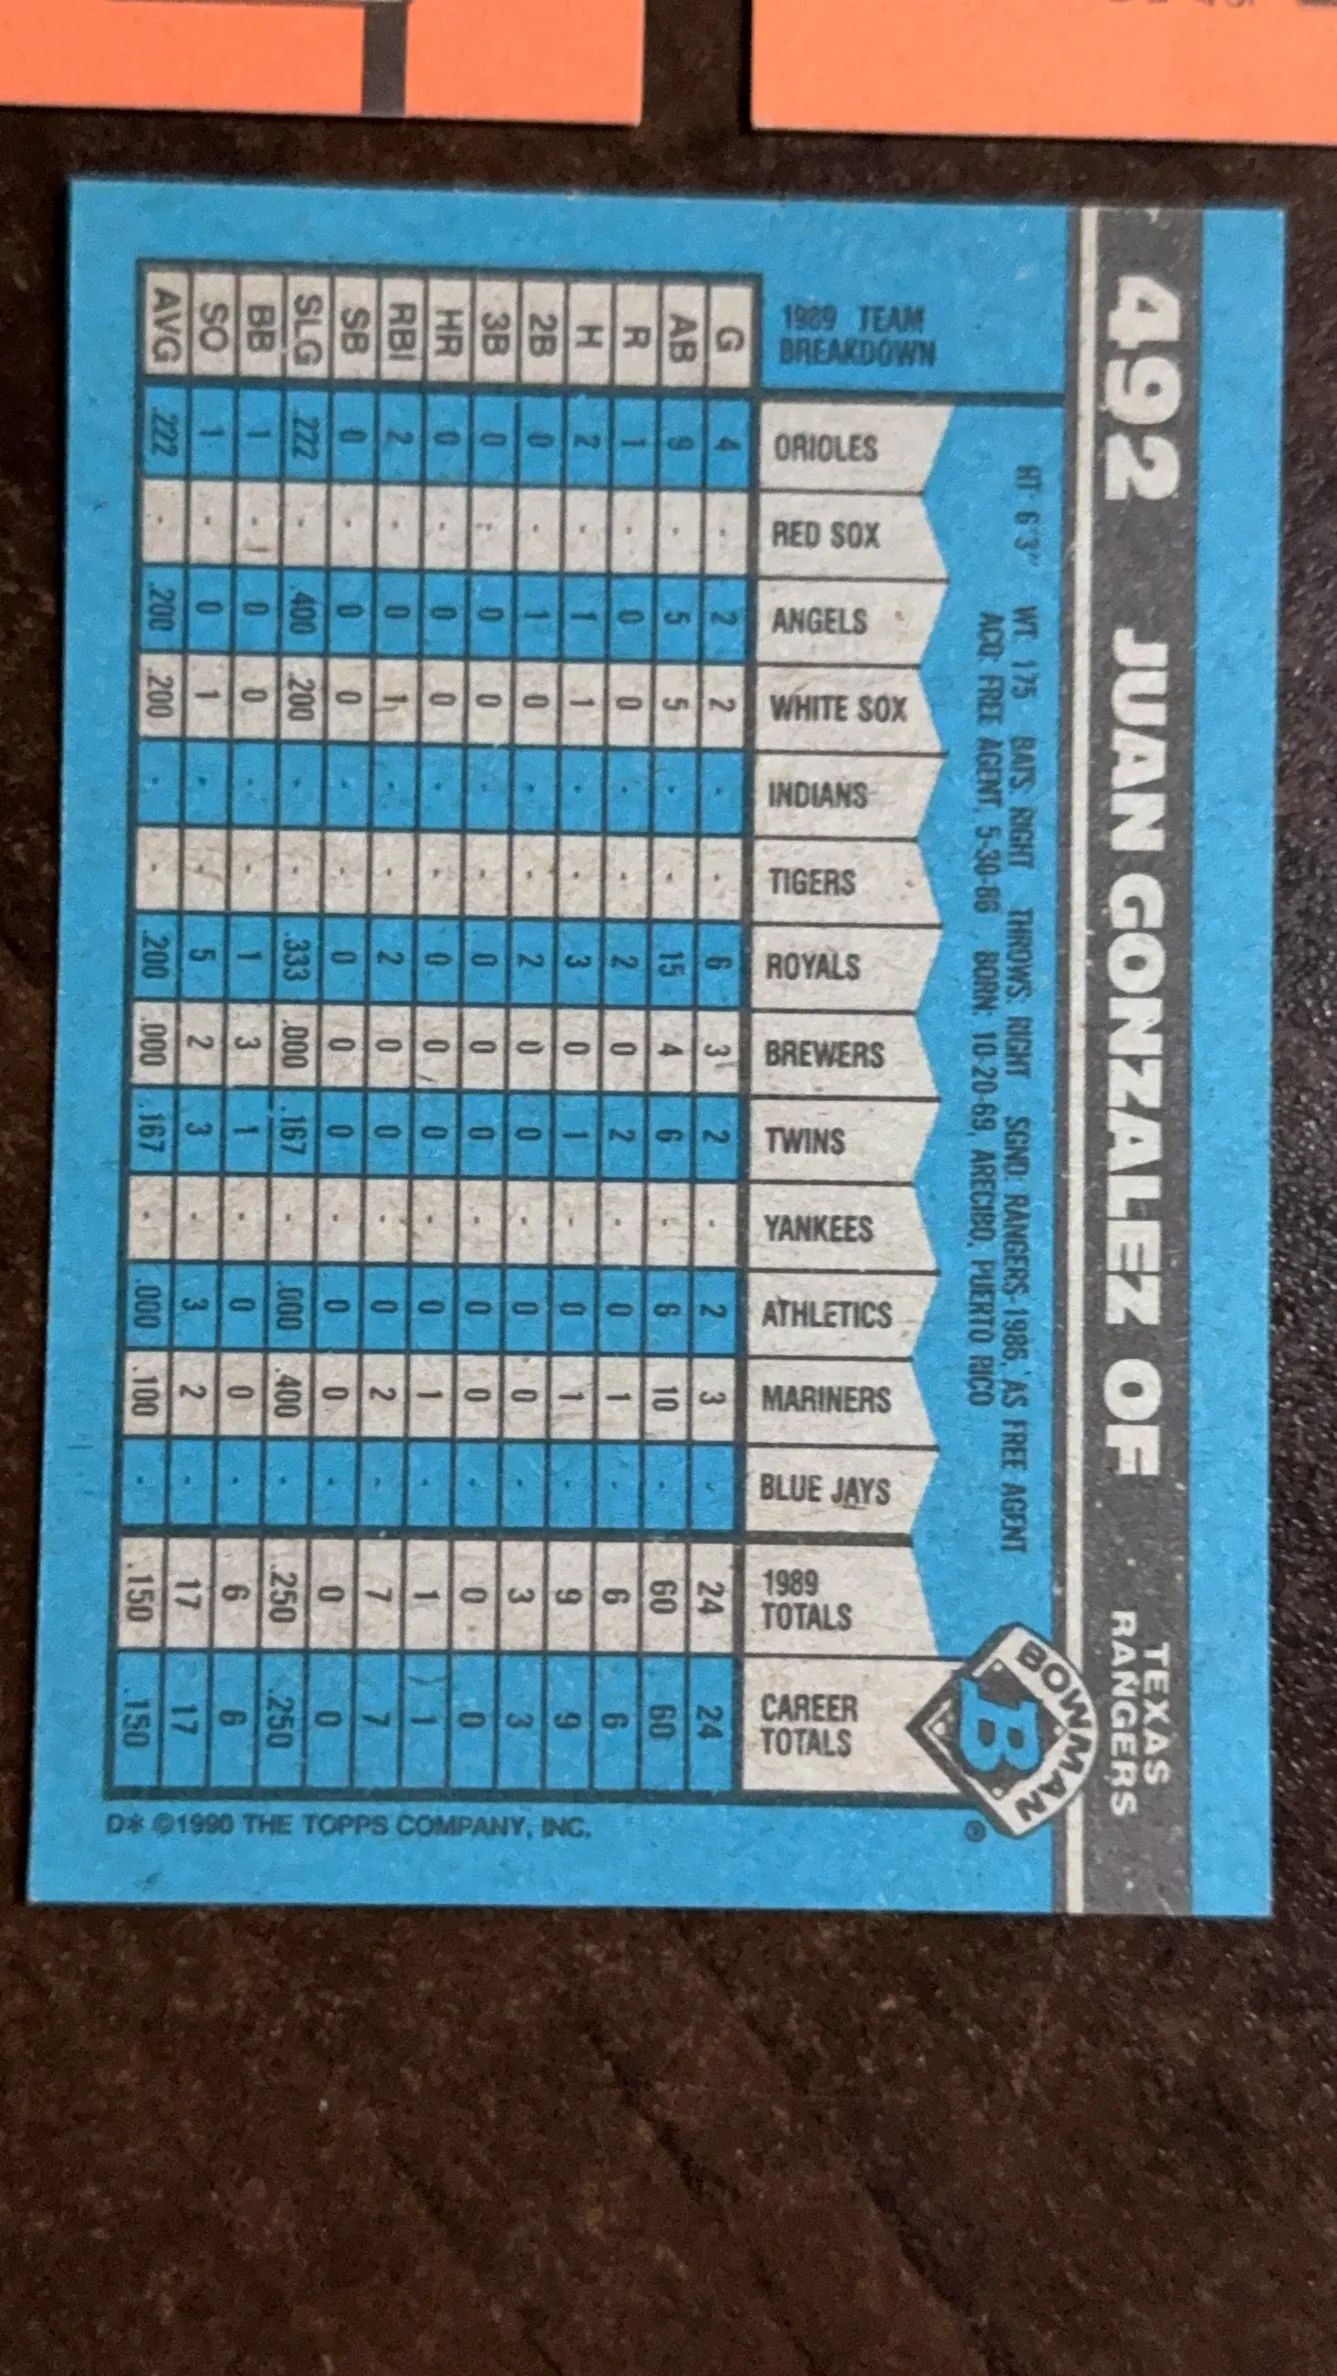 492 JUAN GONZALEZ OF TEXAS RANGERS
HT: 6'3" WT: 175 BATS: RIGHT THROWS: RIGHT SGND: RANGERS-1986, AS FREE AGENT
ACQ: FREE AGENT, 5-30-86 BORN: 10-20-69, ARECIBO, PUERTO RICO
BOWMAN B
1989 TEAM BREAKDOWN ORIOLES RED SOX ANGELS WHITE SOX INDIANS TIGERS ROYALS BREWERS TWINS YANKEES ATHLETICS MARINERS BLUE JAYS 1989 TOTALS CAREER TOTALS
G 4 - 2 2 - - 6 3 2 - 2 3 - 24 24
AB 9 - 5 5 - - 15 4 6 - 6 10 - 60 60
R 1 - 0 0 - - 2 0 2 - 0 1 - 6 6
H 2 - 1 1 - - 3 0 1 - 0 1 - 9 9
2B 0 - 1 0 - - 2 0 0 - 0 0 - 3 3
3B 0 - 0 0 - - 0 0 0 - 0 0 - 0 0
HR 0 - 0 0 - - 0 0 0 - 0 1 - 1 1
RBI 2 - 0 1 - - 2 0 0 - 0 2 - 7 7
SB 0 - 0 0 - - 0 0 0 - 0 0 - 0 0
SLG .222 - .400 .200 - - .333 .000 .167 - .000 .400 - .250 .250
BB 1 - 0 0 - - 1 3 1 - 0 0 - 6 6
SO 1 - 0 1 - - 5 2 3 - 3 2 - 17 17
AVG .222 - .200 .200 - - .200 .000 .167 - .000 .100 - .150 .150
D* ©1990 THE TOPPS COMPANY, INC.